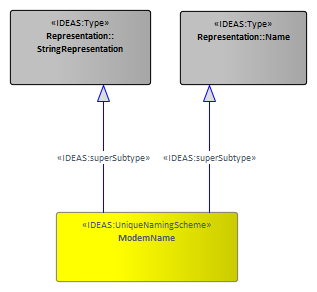 «IDEAS:Type»
Representation::
StringRepresentation
«IDEAS:Type»
Representation::Name
«IDEAS:superSubtype»
«IDEAS:superSubtype»
«IDEAS:UniqueNamingScheme»
ModemName